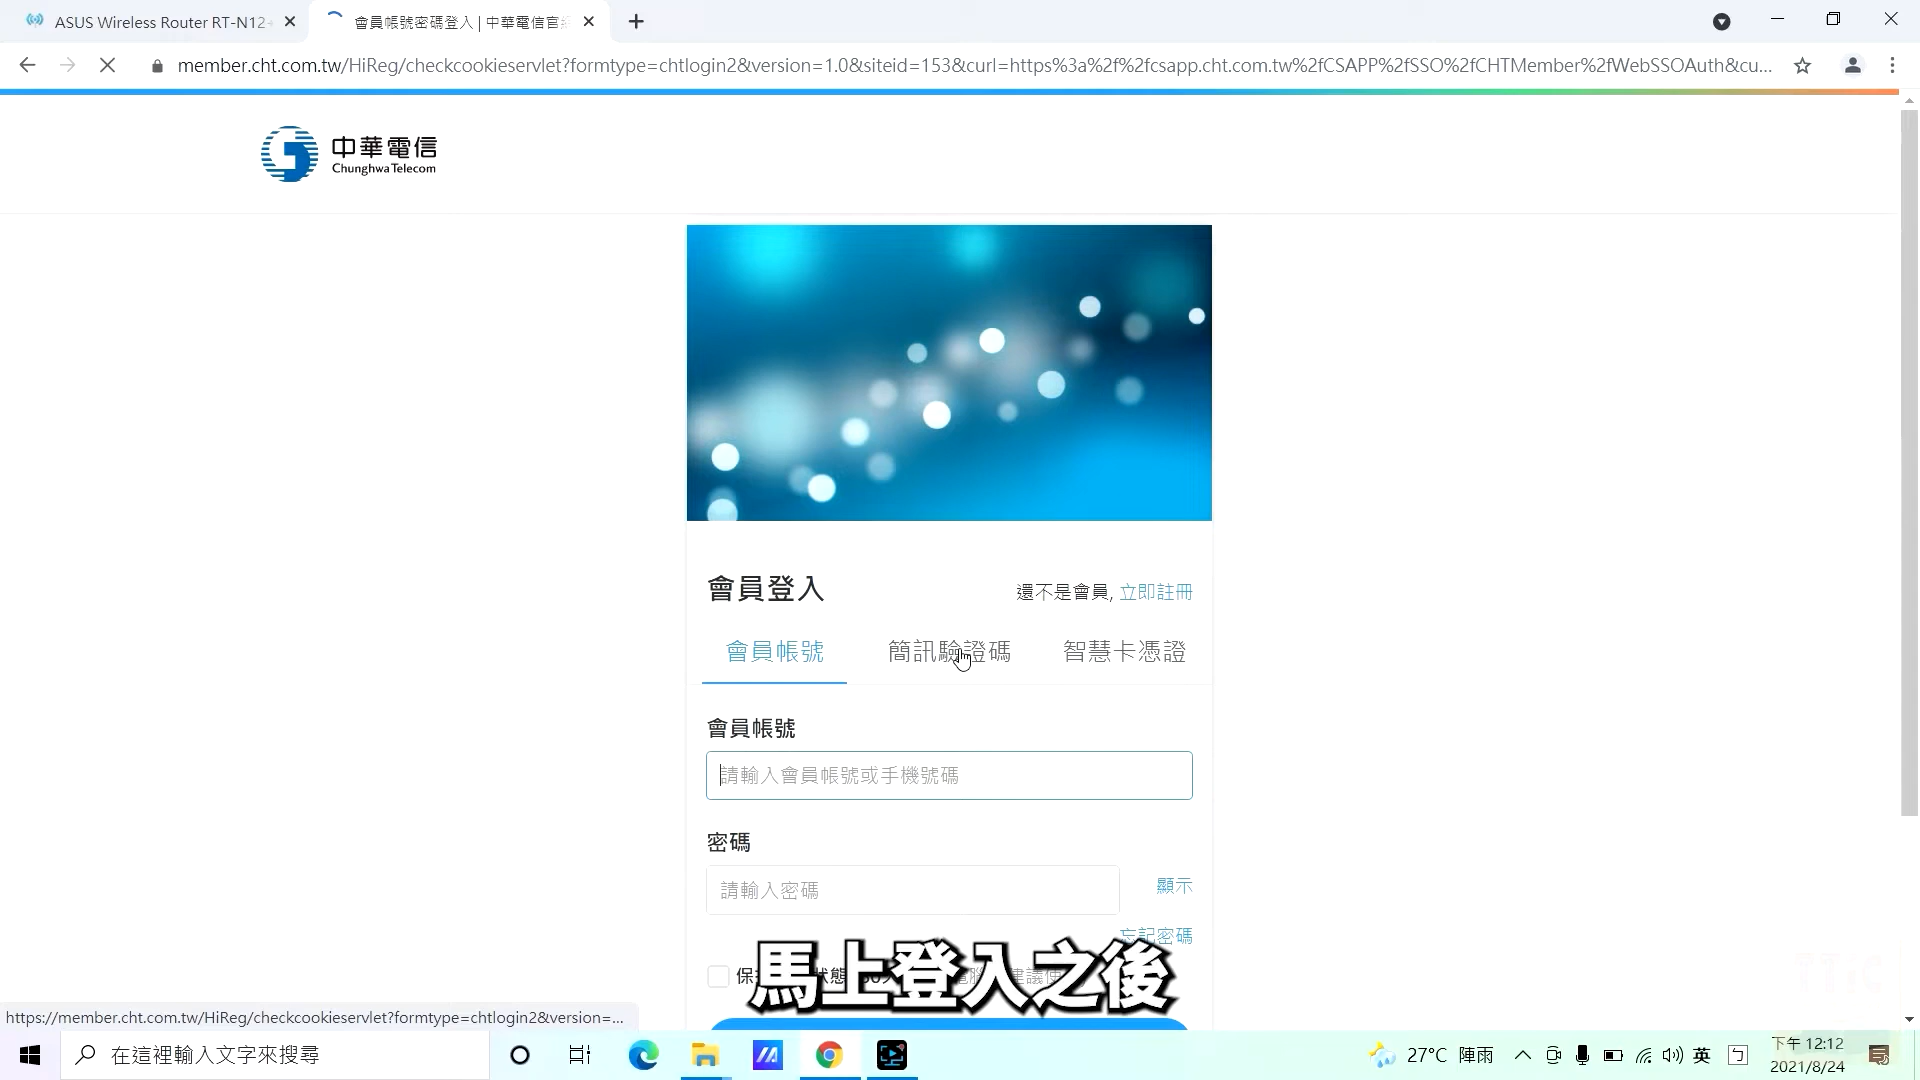 ASUS Wireless Router RT-N12+
會員帳號密碼登入 | 中華電信官
member.cht.com.tw/HiReg/checkcookieservlet?formtype=chtlogin2&version=1.0&siteid=153&curl=https%3a%2f%2fcsapp.cht.com.tw%2fCSAPP%2fSSO%2fCHTMember%2fWebSSOAuth&cu...
中華電信
Chunghwa Telecom
會員登入
還不是會員, 立即註冊
會員帳號 簡訊驗證碼 智慧卡憑證
會員帳號
請輸入會員帳號或手機號碼
密碼
請輸入密碼
顯示
忘記密碼
馬上登入之後
https://member.cht.com.tw/HiReg/checkcookieservlet?formtype=chtlogin2&version=...
在這裡輸入文字來搜尋
27°C 陣雨
英
下午 12:12
2021/8/24